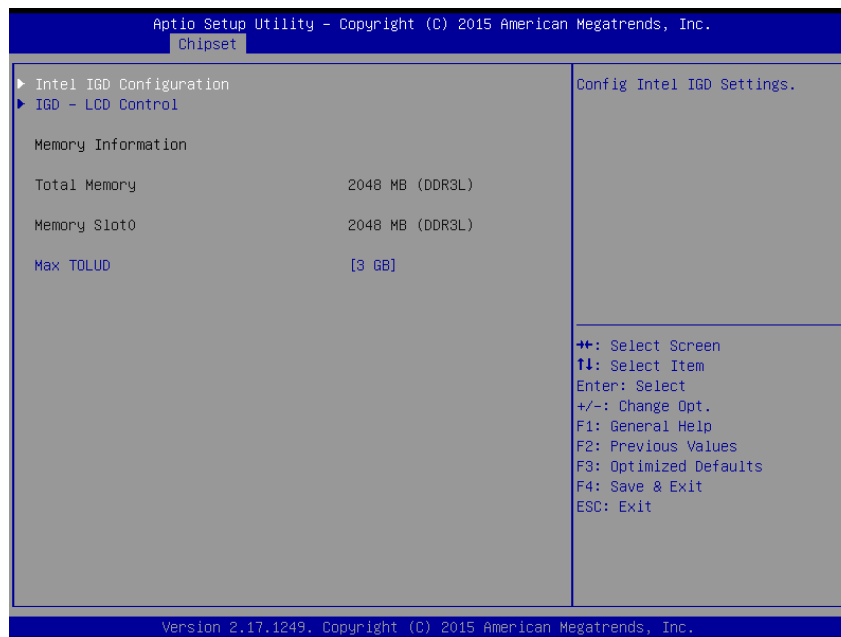 Aptio Setup Utility – Copyright (C) 2015 American Megatrends, Inc.
Chipset
Intel IGD Configuration
IGD – LCD Control
Memory Information
Total Memory 2048 MB (DDR3L)
Memory Slot0 2048 MB (DDR3L)
Max TOLUD [3 GB]
Config Intel IGD Settings.
→←: Select Screen
↑↓: Select Item
Enter: Select
+/-: Change Opt.
F1: General Help
F2: Previous Values
F3: Optimized Defaults
F4: Save & Exit
ESC: Exit
Version 2.17.1249. Copyright (C) 2015 American Megatrends, Inc.